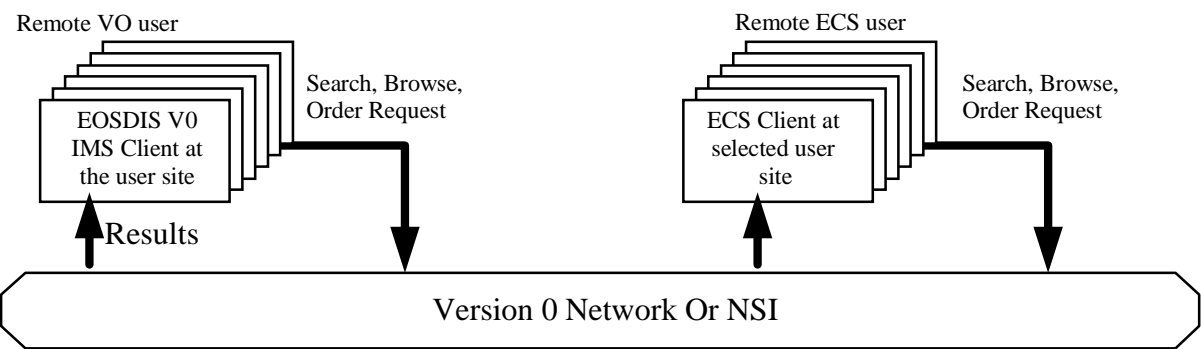 Remote VO user
EOSDIS V0
IMS Client at
the user site
Search, Browse,
Order Request
Results
Remote ECS user
ECS Client at
selected user
site
Search, Browse,
Order Request
Version 0 Network Or NSI